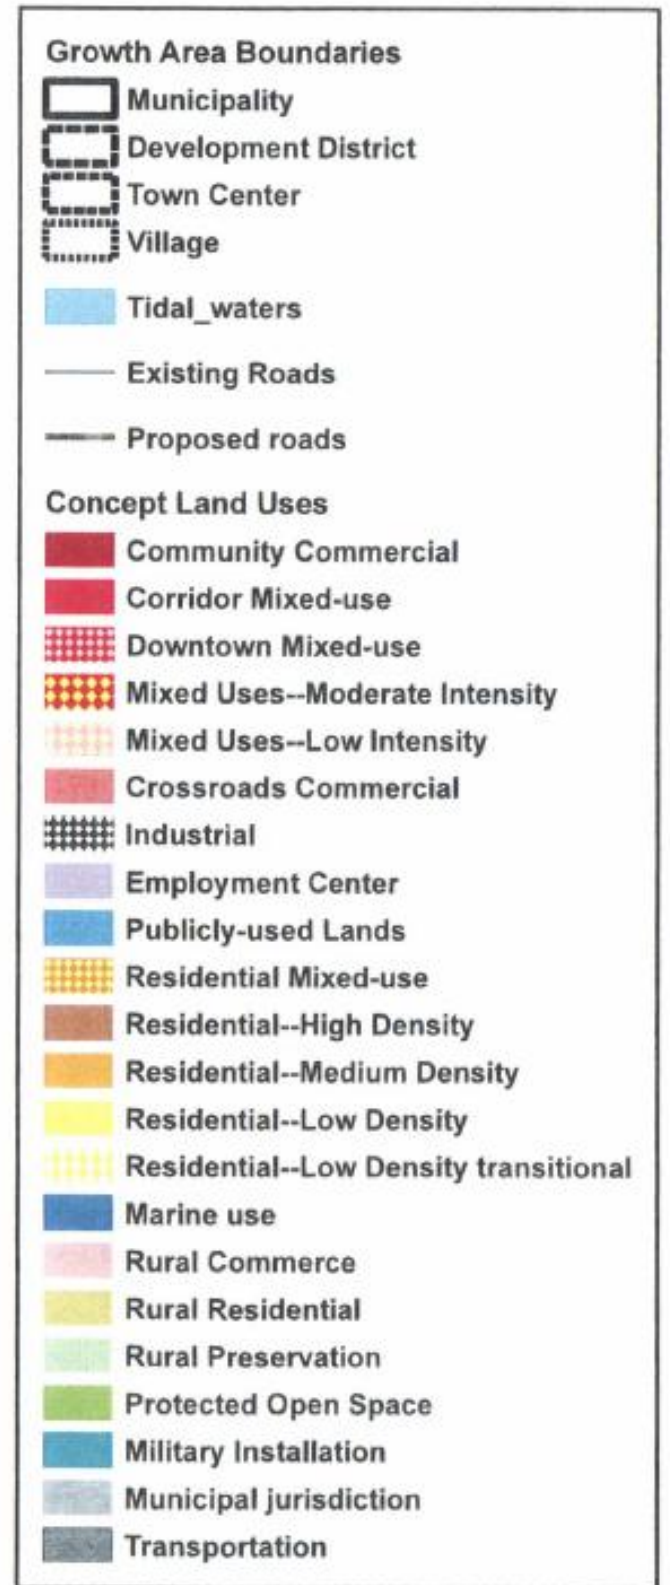 Growth Area Boundaries
Municipality
Development District
Town Center
Village
Tidal_waters
Existing Roads
Proposed roads
Concept Land Uses
Community Commercial
Corridor Mixed-use
Downtown Mixed-use
Mixed Uses--Moderate Intensity
Mixed Uses--Low Intensity
Crossroads Commercial
Industrial
Employment Center
Publicly-used Lands
Residential Mixed-use
Residential--High Density
Residential--Medium Density
Residential--Low Density
Residential--Low Density transitional
Marine use
Rural Commerce
Rural Residential
Rural Preservation
Protected Open Space
Military Installation
Municipal jurisdiction
Transportation